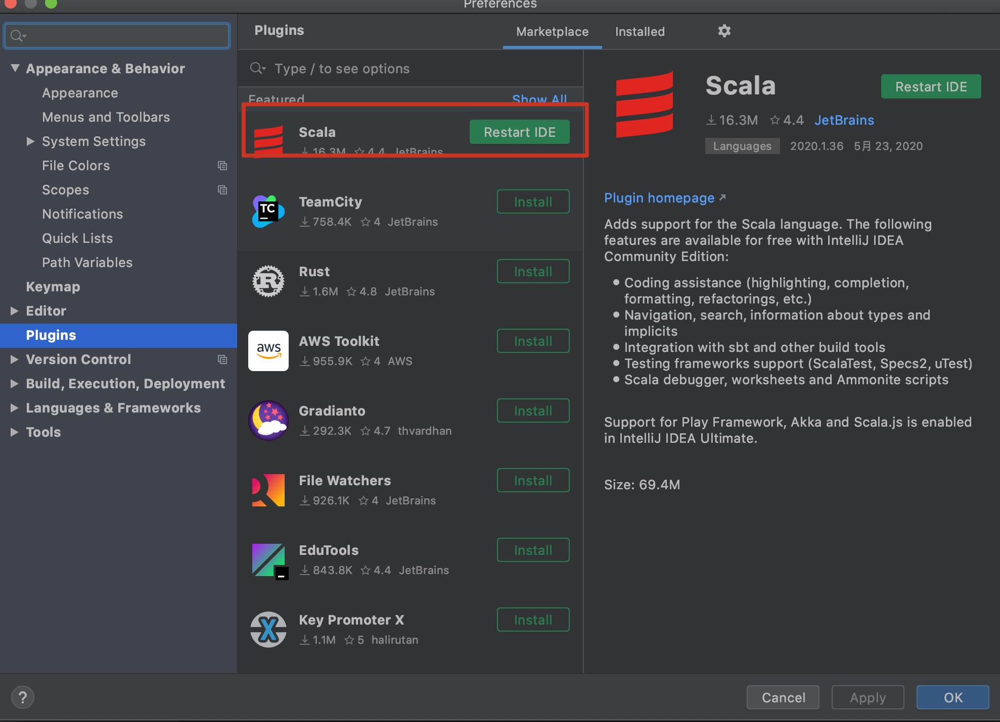 Preferences
Plugins
Marketplace
Installed
Appearance & Behavior
Appearance
Menus and Toolbars
System Settings
File Colors
Scopes
Notifications
Quick Lists
Path Variables
Keymap
Editor
Plugins
Version Control
Build, Execution, Deployment
Languages & Frameworks
Tools
Type / to see options
Featured
Show All
Scala
Restart IDE
16.3M 4.4 JetBrains
TC
TeamCity
Install
758.4K 4 JetBrains
R
Rust
Install
1.6M 4.8 JetBrains
aws
AWS Toolkit
Install
955.9K 4 AWS
Gradianto
Install
292.3K 4.7 thvardhan
File Watchers
Install
926.1K 4 JetBrains
EduTools
Install
843.8K 4.4 JetBrains
X
Key Promoter X
Install
1.1M 5 halirutan
Scala
Restart IDE
16.3M 4.4 JetBrains
Languages 2020.1.36 5月 23, 2020
Plugin homepage
Adds support for the Scala language. The following
features are available for free with IntelliJ IDEA
Community Edition:
• Coding assistance (highlighting, completion,
formatting, refactorings, etc.)
• Navigation, search, information about types and
implicits
• Integration with sbt and other build tools
• Testing frameworks support (ScalaTest, Specs2, uTest)
• Scala debugger, worksheets and Ammonite scripts
Support for Play Framework, Akka and Scala.js is enabled
in IntelliJ IDEA Ultimate.
Size: 69.4M
?
Cancel
Apply
OK